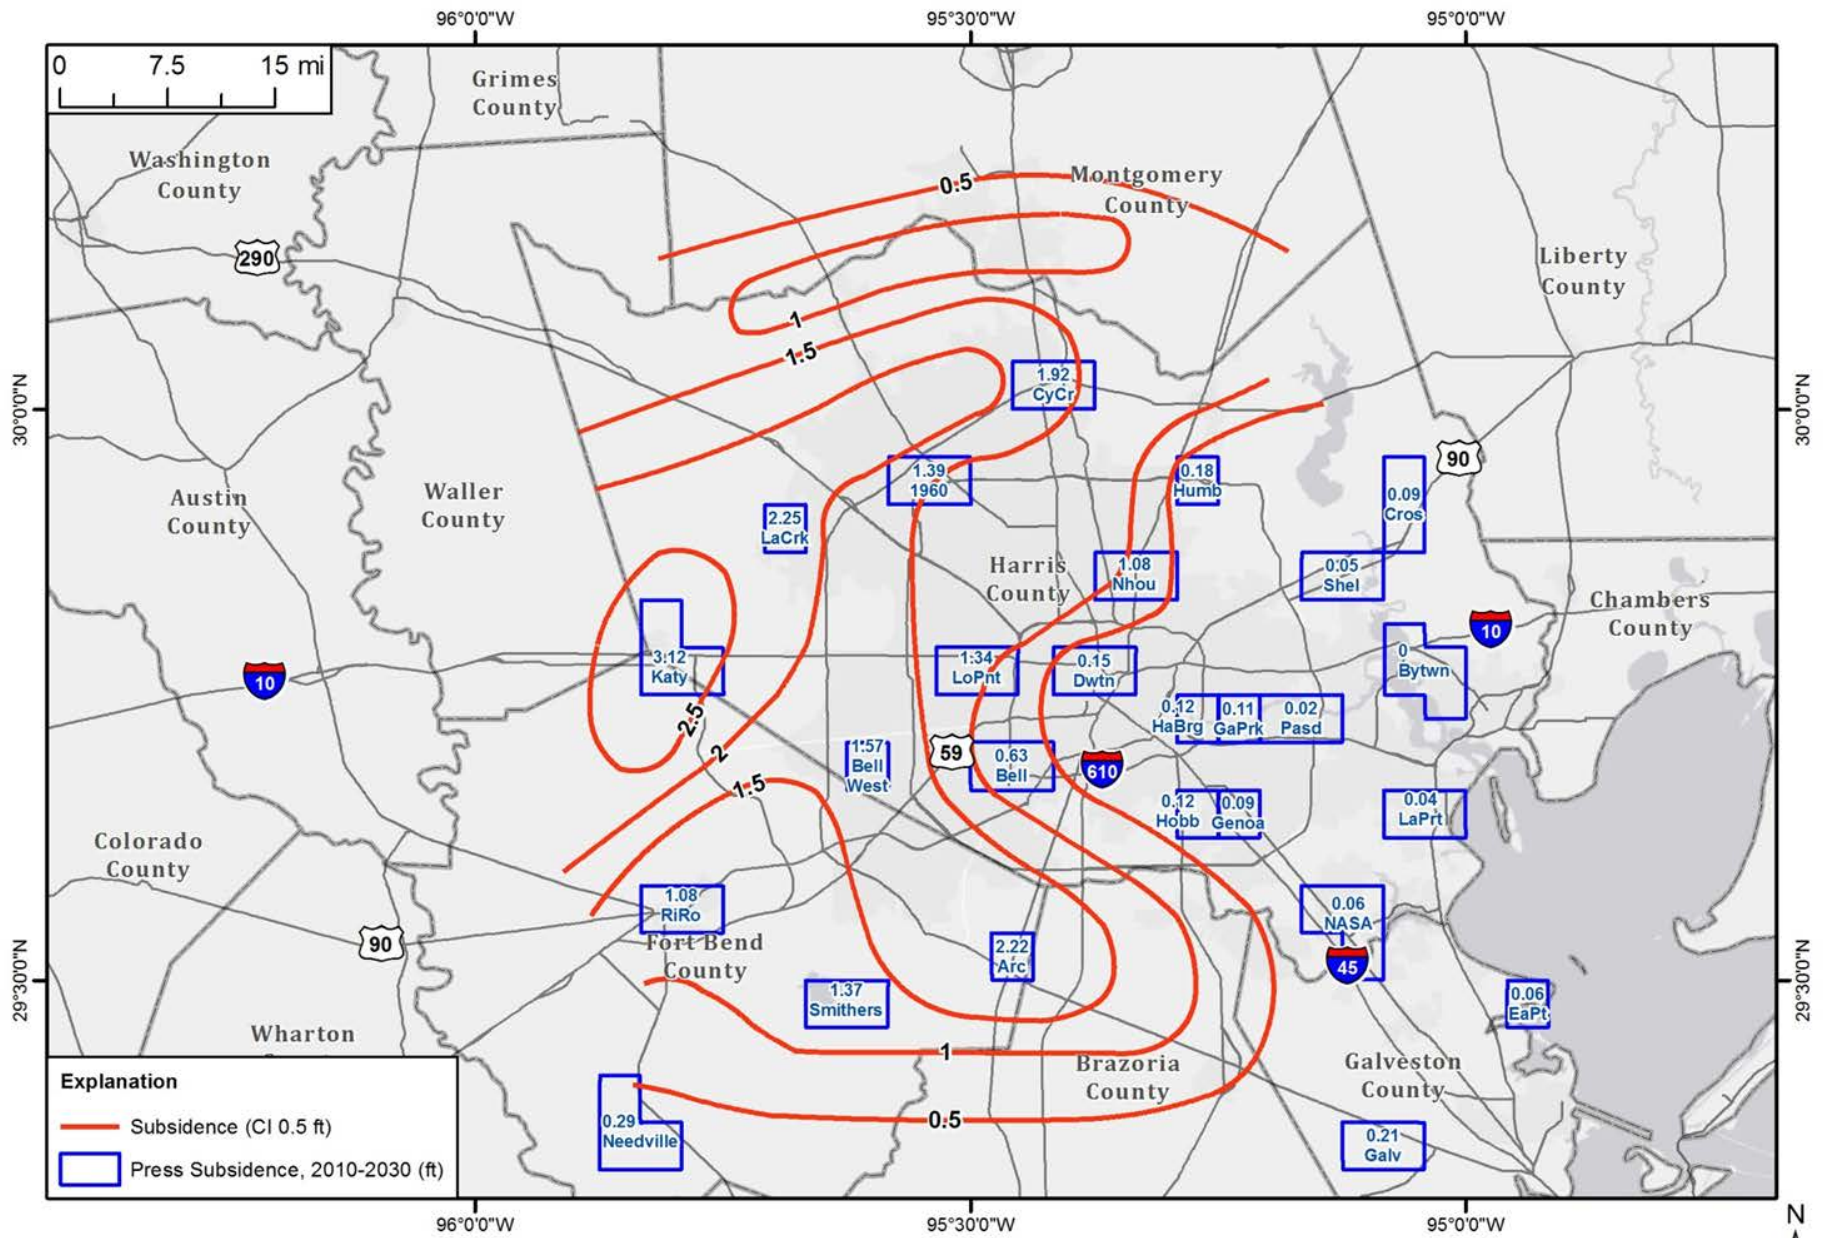 96°0'0"W
95°30'0"W
95°0'0"W
0
7.5
15 mi
Grimes
County
Washington
County
Montgomery
County
0.5
290
Liberty
County
1
1.5
30°0'0"N
30°0'0"N
1.92
CyCr
90
Austin
County
Waller
County
1.39
1960
0.18
Humb
0.09
Cros
2.25
LaCrk
Harris
County
1.08
Nhou
0.05
Shel
Chambers
County
10
10
3.12
Katy
1.34
LoPnt
0.15
Dwtn
0
Bytwn
2.5
0.12
HaBrg
0.11
GaPrk
0.02
Pasd
2
1.57
Bell
West
59
0.63
Bell
610
1.5
0.12
Hobb
0.09
Genoa
0.04
LaPrt
Colorado
County
1.08
RiRo
0.06
NASA
90
Fort Bend
County
2.22
Arc
45
29°30'0"N
29°30'0"N
1.37
Smithers
0.06
EaPt
Wharton
1
Brazoria
County
Galveston
County
0.5
0.29
Needville
0.21
Galv
Explanation
Subsidence (CI 0.5 ft)
Press Subsidence, 2010-2030 (ft)
96°0'0"W
95°30'0"W
95°0'0"W
N